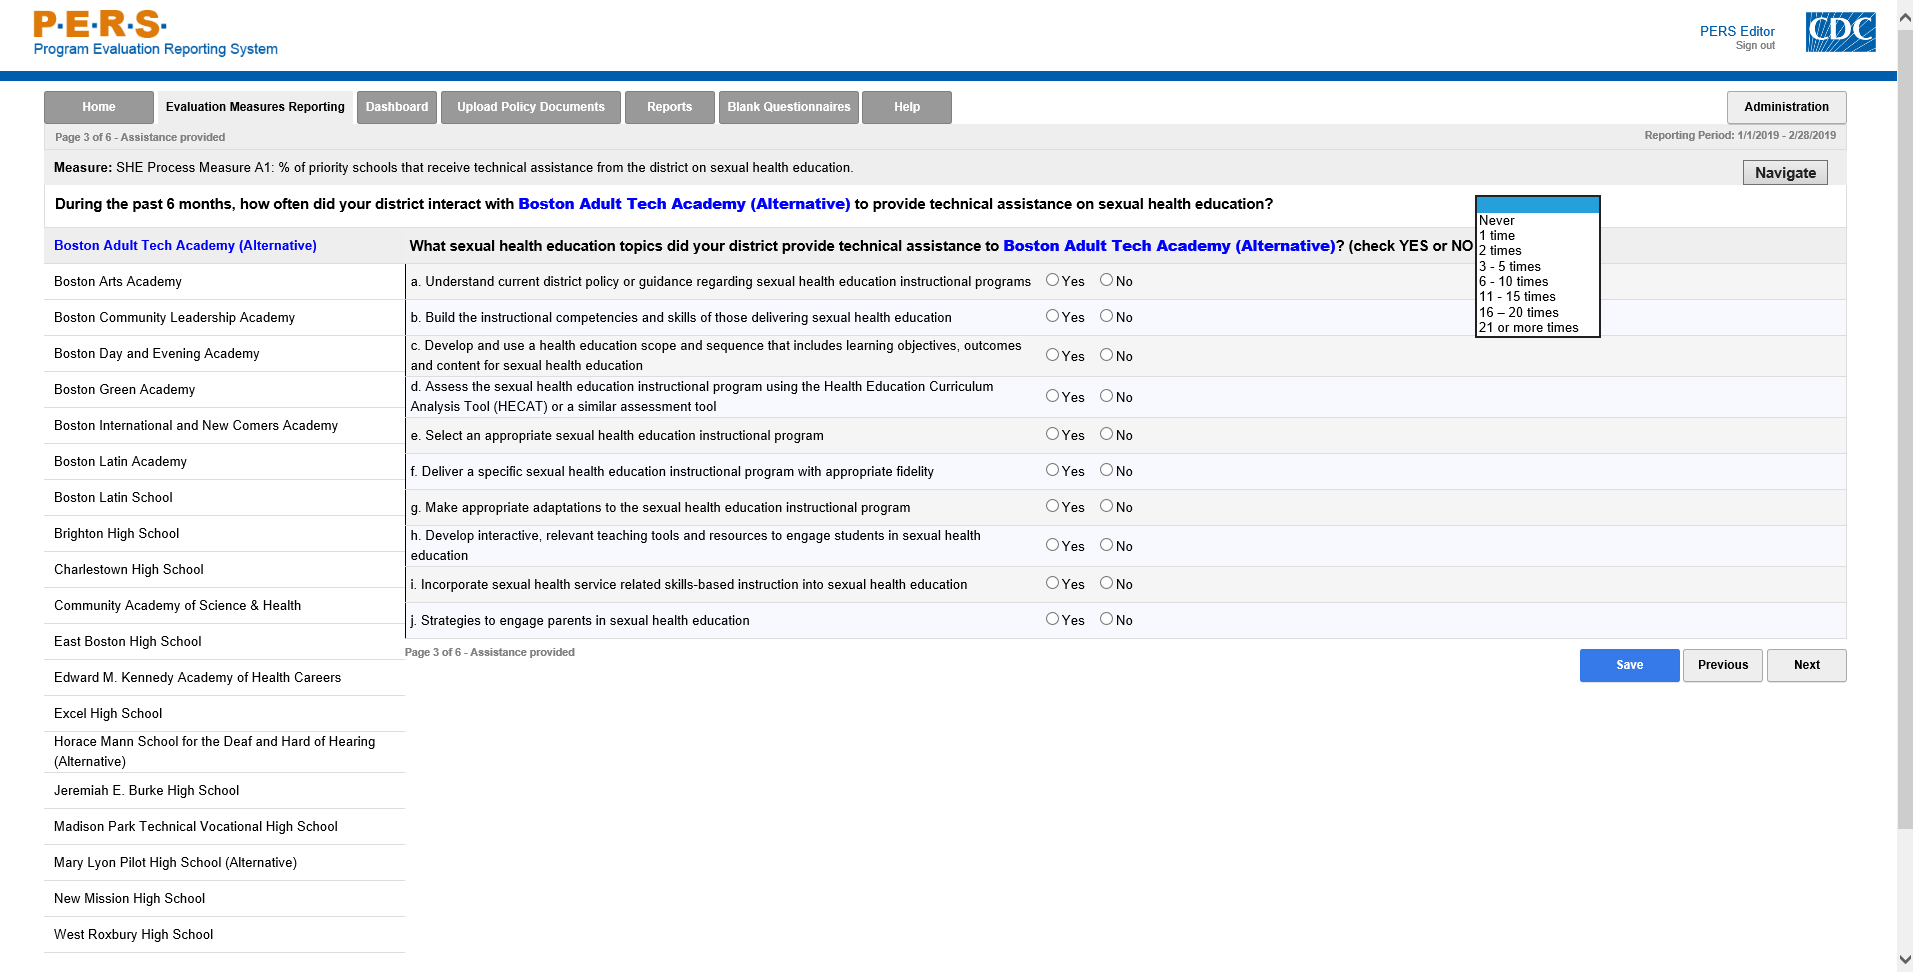 P.E.R.S.
Program Evaluation Reporting System
PERS Editor
Sign out
CDC
Home
Evaluation Measures Reporting
Dashboard
Upload Policy Documents
Reports
Blank Questionnaires
Help
Administration
Page 3 of 6 - Assistance provided
Reporting Period: 1/1/2019 - 2/28/2019
Measure: SHE Process Measure A1: % of priority schools that receive technical assistance from the district on sexual health education.
Navigate
During the past 6 months, how often did your district interact with Boston Adult Tech Academy (Alternative) to provide technical assistance on sexual health education?
Never
1 time
2 times
3 - 5 times
6 - 10 times
11 - 15 times
16 – 20 times
21 or more times
Boston Adult Tech Academy (Alternative)
Boston Arts Academy
Boston Community Leadership Academy
Boston Day and Evening Academy
Boston Green Academy
Boston International and New Comers Academy
Boston Latin Academy
Boston Latin School
Brighton High School
Charlestown High School
Community Academy of Science & Health
East Boston High School
Edward M. Kennedy Academy of Health Careers
Excel High School
Horace Mann School for the Deaf and Hard of Hearing
(Alternative)
Jeremiah E. Burke High School
Madison Park Technical Vocational High School
Mary Lyon Pilot High School (Alternative)
New Mission High School
West Roxbury High School
What sexual health education topics did your district provide technical assistance to Boston Adult Tech Academy (Alternative)? (check YES or NO
a. Understand current district policy or guidance regarding sexual health education instructional programs Yes No
b. Build the instructional competencies and skills of those delivering sexual health education Yes No
c. Develop and use a health education scope and sequence that includes learning objectives, outcomes
and content for sexual health education Yes No
d. Assess the sexual health education instructional program using the Health Education Curriculum
Analysis Tool (HECAT) or a similar assessment tool Yes No
e. Select an appropriate sexual health education instructional program Yes No
f. Deliver a specific sexual health education instructional program with appropriate fidelity Yes No
g. Make appropriate adaptations to the sexual health education instructional program Yes No
h. Develop interactive, relevant teaching tools and resources to engage students in sexual health
education Yes No
i. Incorporate sexual health service related skills-based instruction into sexual health education Yes No
j. Strategies to engage parents in sexual health education Yes No
Page 3 of 6 - Assistance provided
Save
Previous
Next